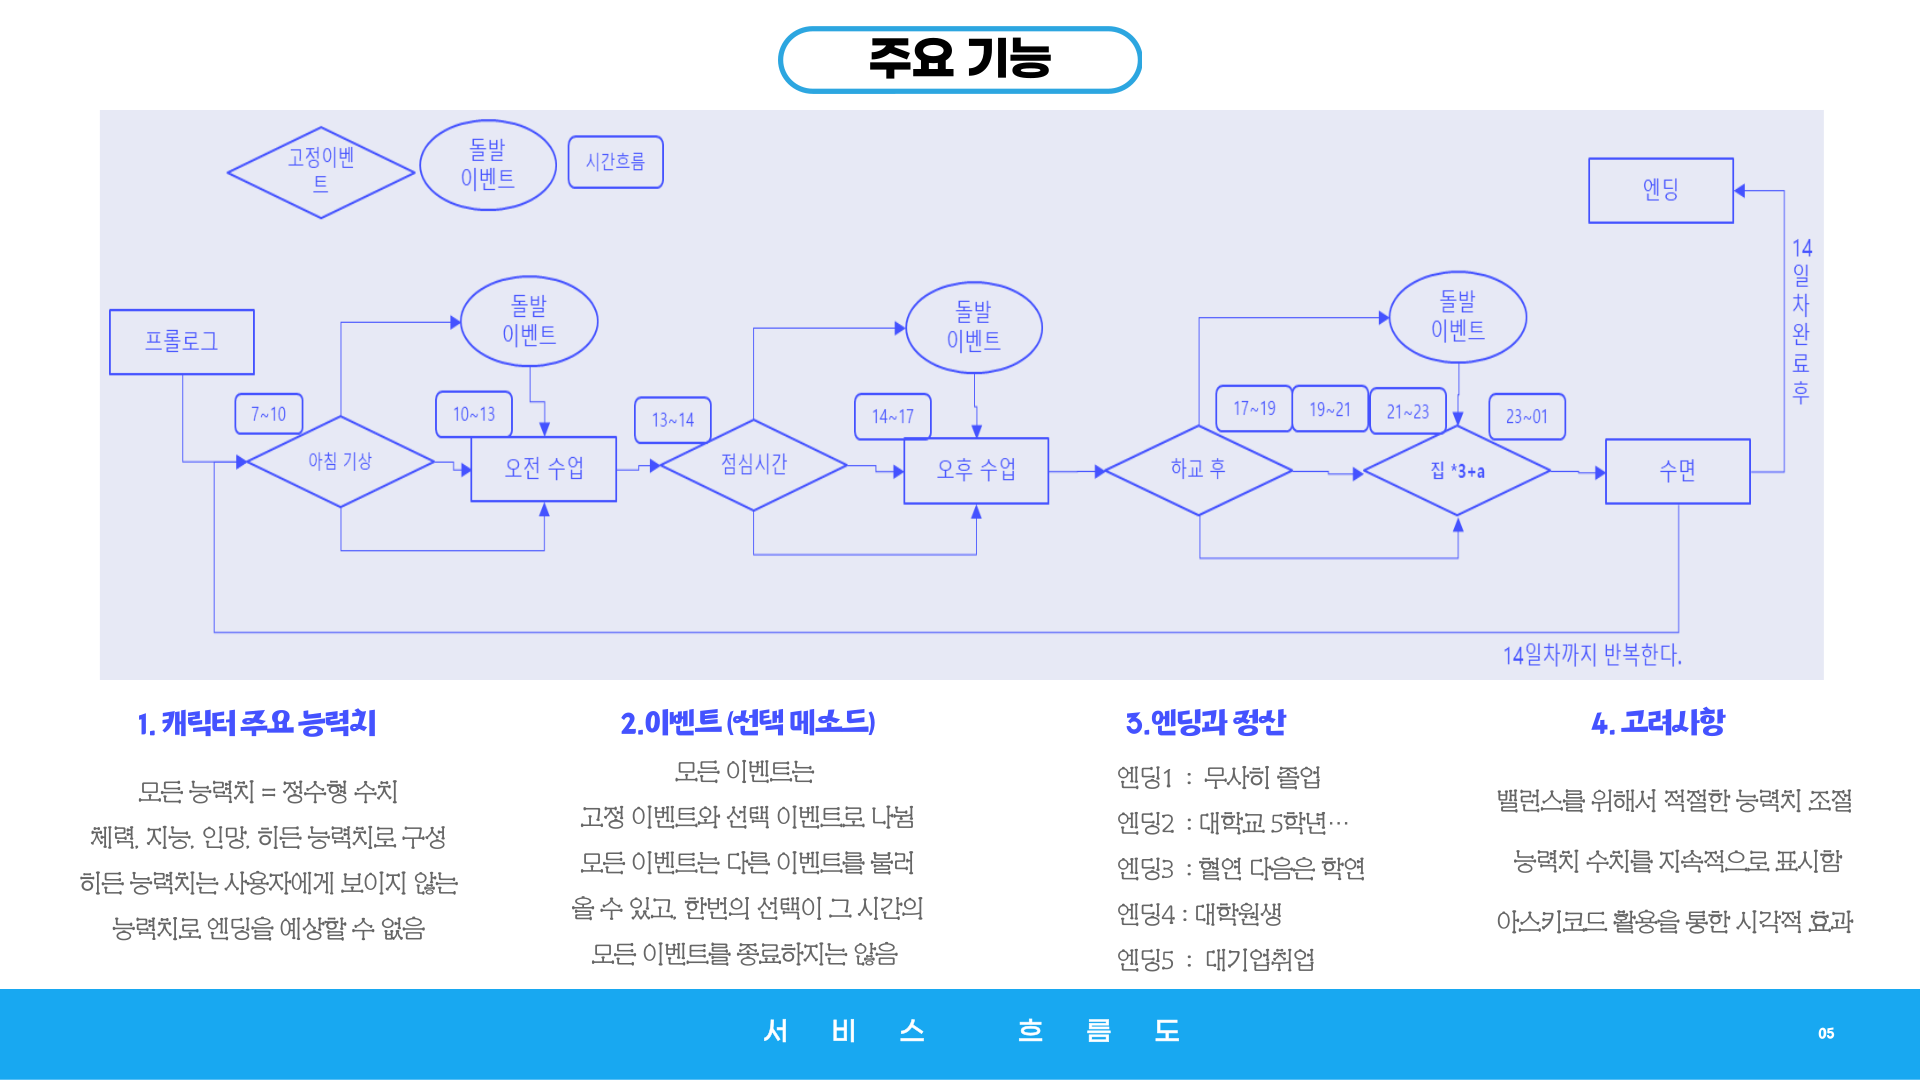 주요 기능
고정이벤
트
돌발
이벤트
시간흐름
엔딩
14
일
차
완
료
후
프롤로그
돌발
이벤트
돌발
이벤트
돌발
이벤트
7~10
10~13
13~14
14~17
17~19
19~21
21~23
23~01
아침 기상
오전 수업
점심시간
오후 수업
하교 후
집 *3+a
수면
14일차까지 반복한다.
1. 캐릭터 주요 능력치
모든 능력치 = 정수형 수치
체력, 지능, 인망, 히든 능력치로 구성
히든 능력치는 사용자에게 보이지 않는
능력치로 엔딩을 예상할 수 없음
2.이벤트 (선택 메소드)
모든 이벤트는
고정 이벤트와 선택 이벤트로 나뉨
모든 이벤트는 다른 이벤트를 불러
올 수 있고, 한번의 선택이 그 시간의
모든 이벤트를 종료하지는 않음
3.엔딩과 정산
엔딩1 : 무사히 졸업
엔딩2 : 대학교 5학년…
엔딩3 : 혈연 다음은 학연
엔딩4 : 대학원생
엔딩5 : 대기업취업
4. 고려사항
밸런스를 위해서 적절한 능력치 조절
능력치 수치를 지속적으로 표시함
아스키코드 활용을 통한 시각적 효과
서 비 스 흐 름 도
05